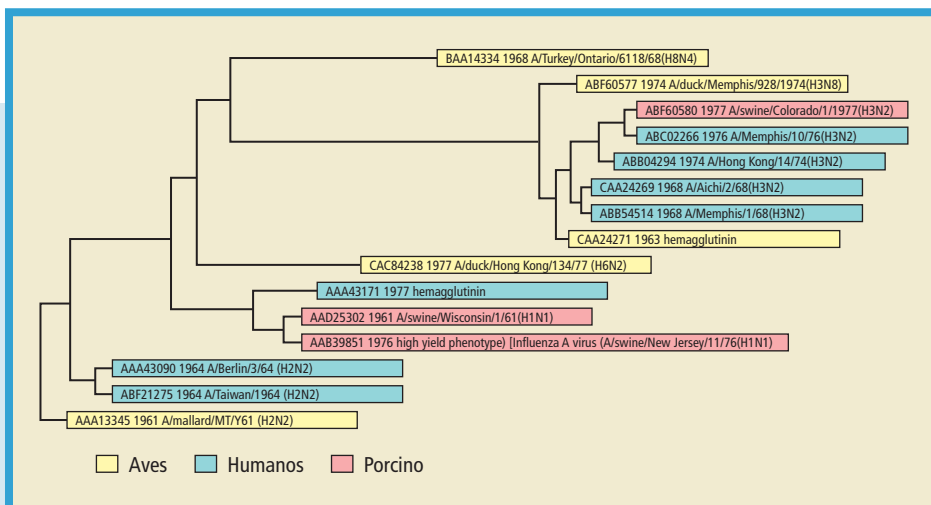 BAA14334 1968 A/Turkey/Ontario/6118/68(H8N4)
ABF60577 1974 A/duck/Memphis/928/1974(H3N8)
ABF60580 1977 A/swine/Colorado/1/1977(H3N2)
ABC02266 1976 A/Memphis/10/76(H3N2)
ABB04294 1974 A/Hong Kong/14/74(H3N2)
CAA24269 1968 A/Aichi/2/68(H3N2)
ABB54514 1968 A/Memphis/1/68(H3N2)
CAA24271 1963 hemagglutinin
CAC84238 1977 A/duck/Hong Kong/134/77 (H6N2)
AAA43171 1977 hemagglutinin
AAD25302 1961 A/swine/Wisconsin/1/61(H1N1)
AAB39851 1976 high yield phenotype) [Influenza A virus (A/swine/New Jersey/11/76(H1N1)
AAA43090 1964 A/Berlin/3/64 (H2N2)
ABF21275 1964 A/Taiwan/1964 (H2N2)
AAA13345 1961 A/mallard/MT/Y61 (H2N2)
Aves Humanos Porcino